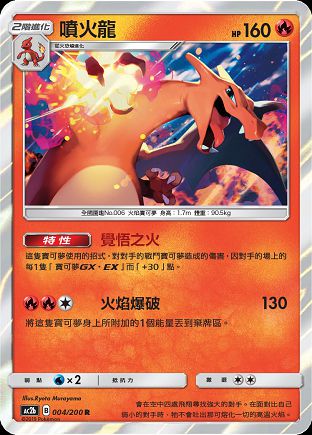 2階進化
噴火龍
HP160
從火恐龍進化
全國圖鑑No.006 火焰寶可夢 身高：1.7m 體重：90.5kg
特性 覺悟之火
這隻寶可夢使用的招式，對對手的戰鬥寶可夢造成的傷害，因對手的場上的
每1隻「寶可夢GX・EX」而「+30」點。
火焰爆破 130
將這隻寶可夢身上所附加的1個能量丟到棄牌區。
弱點 ×2 抵抗力 撤退
Illus.Ryota Murayama
會在空中四處飛翔尋找強大的對手。在面對比自己
弱小的對手時，牠不會吐出那可熔化一切的高溫火焰。
AC2b B 004/200 R
©2019 Pokémon